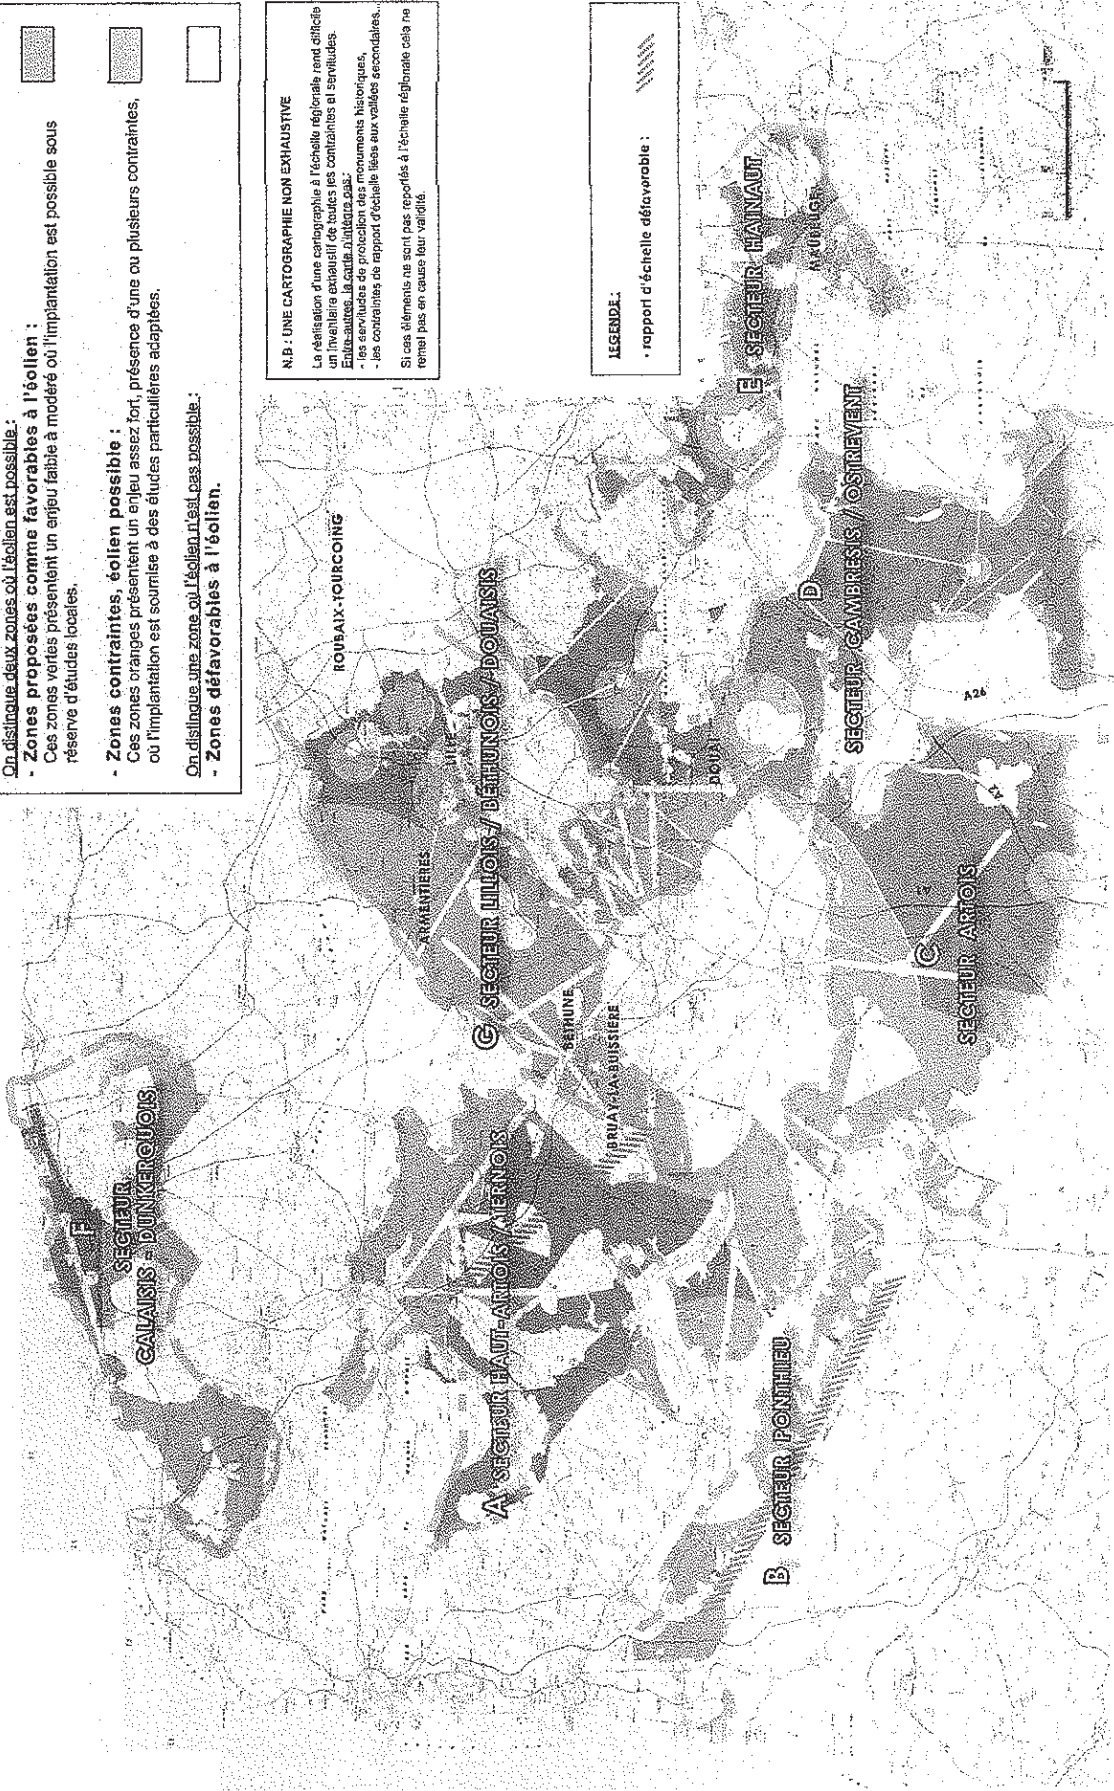 On distingue deux zones où l'éolien est possible :
- Zones proposées comme favorables à l'éolien :
Ces zones vertes présentent un enjeu faible à modéré où l'implantation est possible sous
réserve d'études locales.
- Zones contraintes, éolien possible :
Ces zones oranges présentent un enjeu assez fort, présence d'une ou plusieurs contraintes,
où l'implantation est soumise à des études particulières adaptées.
On distingue une zone où l'éolien n'est pas possible :
- Zones défavorables à l'éolien.
N.B : UNE CARTOGRAPHIE NON EXHAUSTIVE
La réalisation d'une cartographie à l'échelle régionale rend difficile
un inventaire exhaustif de toutes les contraintes et servitudes.
Entre-autres, la carte n'intègre pas :
- les servitudes de protection des monuments historiques,
- les contraintes de rapport d'échelle liées aux vallées secondaires...
Si ces éléments ne sont pas reportés à l'échelle régionale cela ne
remet pas en cause leur validité.
LEGENDE :
- rapport d'échelle défavorable :
F
SECTEUR
CALAISIS - DUNKERQUOIS
ROUBAIX-TOURCOING
ARMENTIERES
LILLE
G SECTEUR LILLOIS / BÉTHUNOIS / DOUAISIS
BETHUNE
BRUAY-LA-BUISSIERE
DOUAI
A SECTEUR HAUT-ARTOIS / TERNOIS
B SECTEUR PONTHIEU
C
SECTEUR ARTOIS
A1
A2
A26
D
SECTEUR CAMBRESIS / OSTREVENT
E SECTEUR HAINAUT
MAUBEUGE